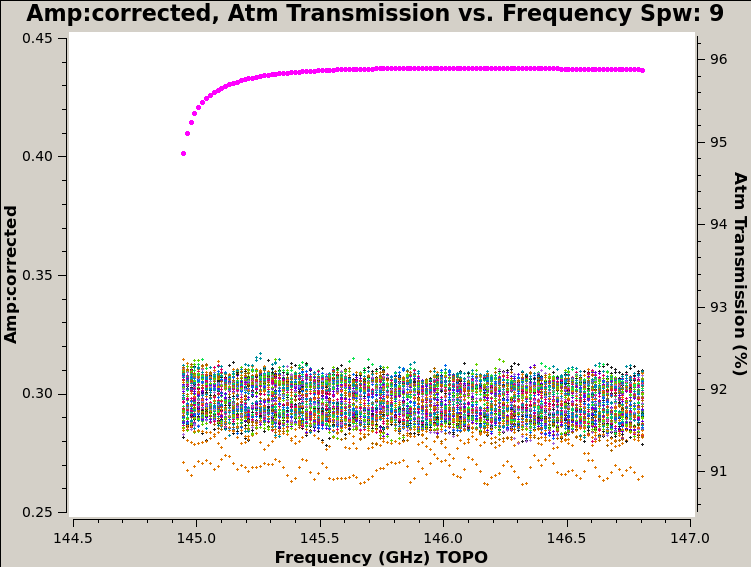 Amp:corrected, Atm Transmission vs. Frequency Spw: 9
0.45
0.40
0.35
0.30
0.25
Amp:corrected
96
95
94
93
92
91
Atm Transmission (%)
144.5 145.0 145.5 146.0 146.5 147.0
Frequency (GHz) TOPO